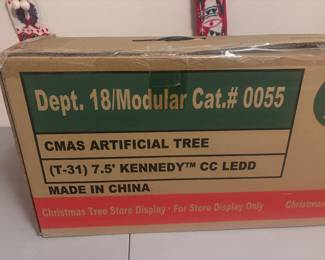 Dept. 18/Modular Cat.# 0055
CMAS ARTIFICIAL TREE
(T-31) 7.5' KENNEDY™ CC LEDD
MADE IN CHINA
Christmas Tree Store Display - For Store Display Only
Christmas